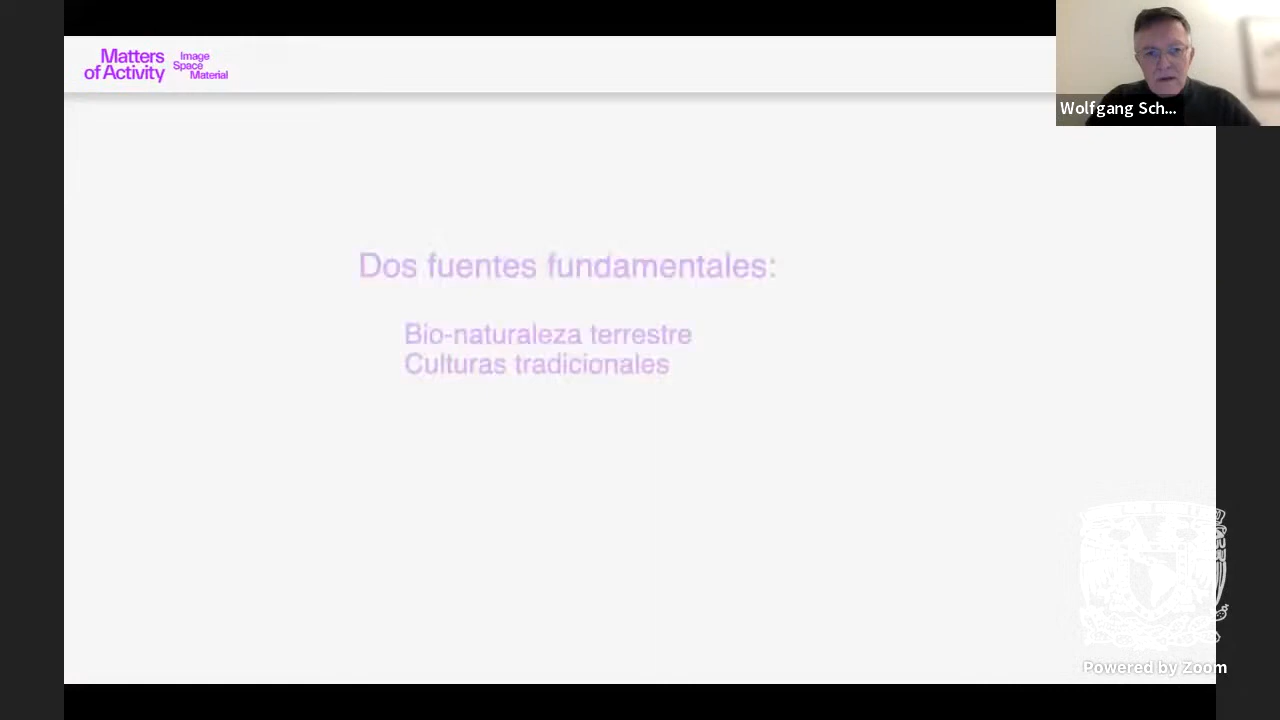 Matters
of Activity
Image
Space
Material
Wolfgang Sch...
Dos fuentes fundamentales:
Bio-naturaleza terrestre
Culturas tradicionales
Powered by Zoom